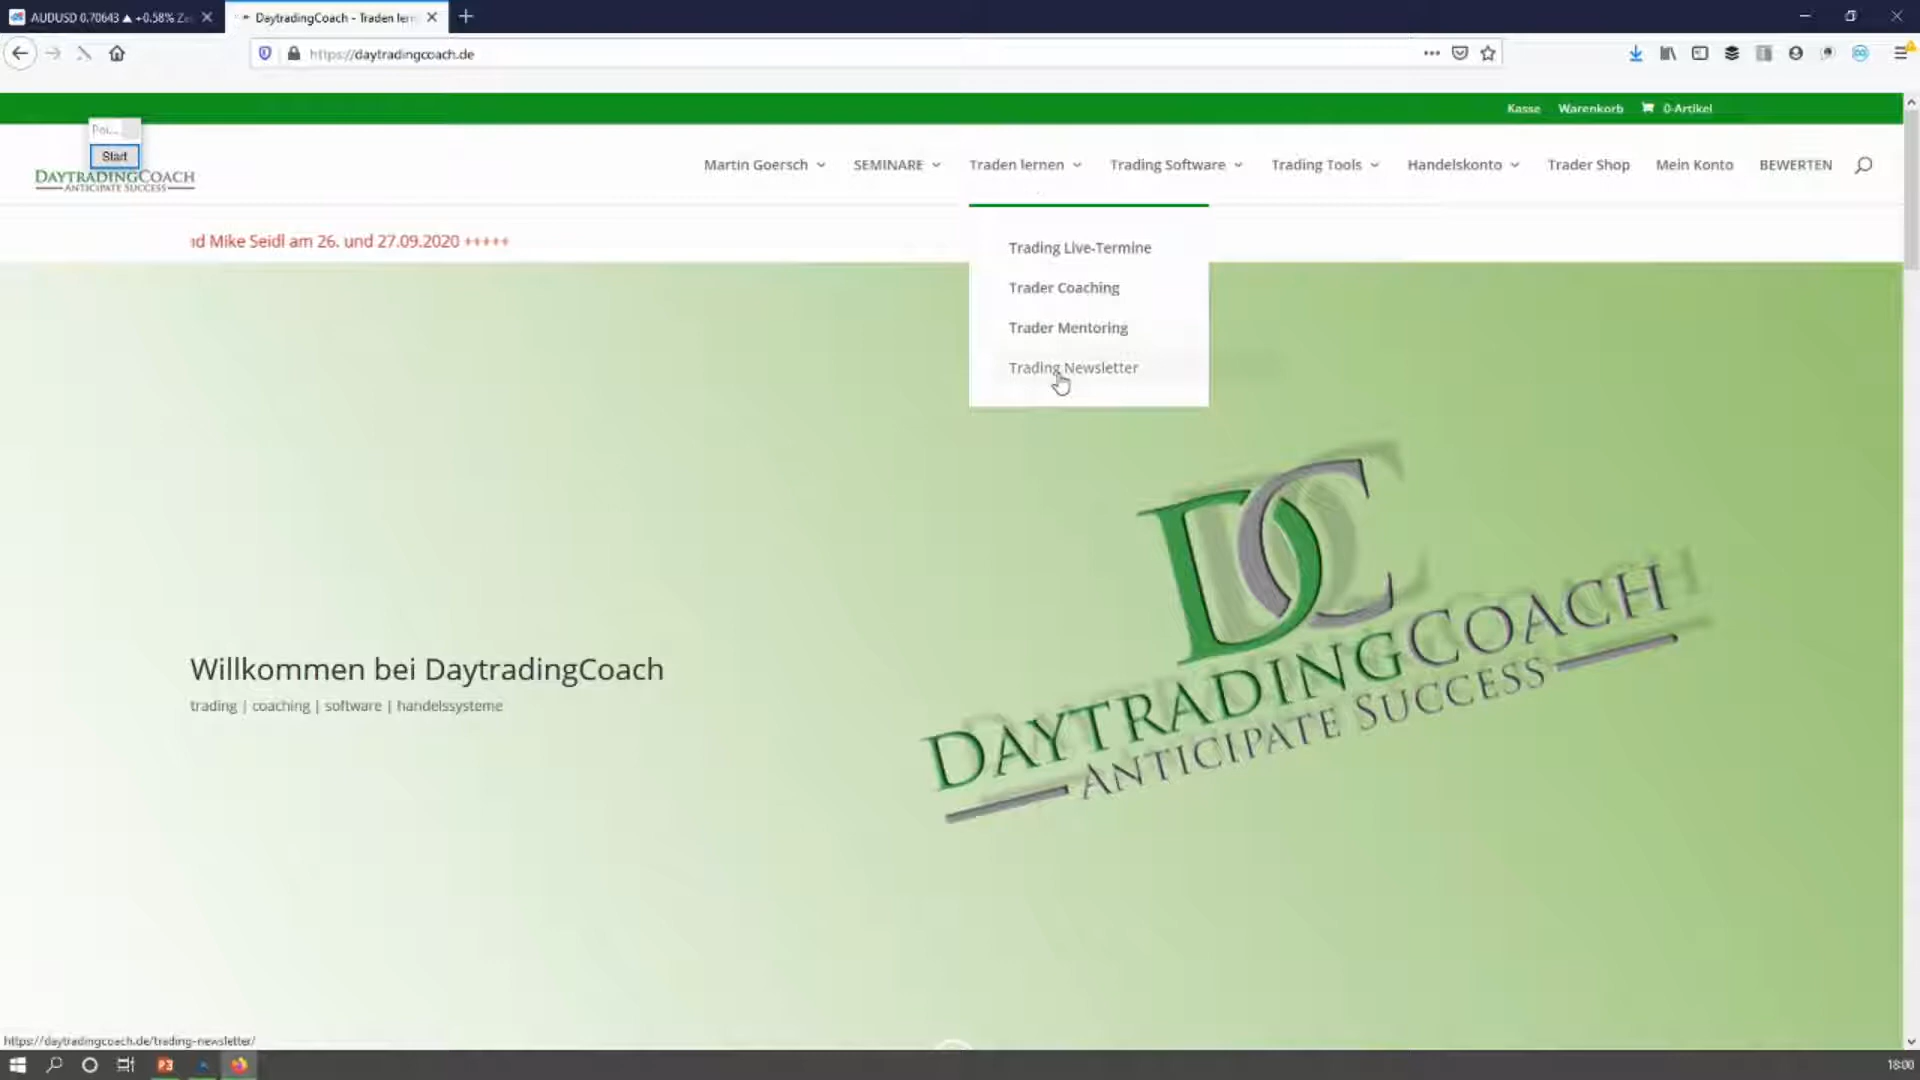 AUDUSD 0.70643 ▲ +0.58%
DaytradingCoach - Traden ler
https://daytradingcoach.de
Kasse Warenkorb 0-Artikel
Start
DAYTRADINGCOACH
ANTICIPATE SUCCESS
Martin Goersch SEMINARE Traden lernen Trading Software Trading Tools Handelskonto Trader Shop Mein Konto BEWERTEN
nd Mike Seidl am 26. und 27.09.2020 +++++
Trading Live-Termine
Trader Coaching
Trader Mentoring
Trading Newsletter
DC
DAYTRADINGCOACH
ANTICIPATE SUCCESS
Willkommen bei DaytradingCoach
trading | coaching | software | handelssysteme
https://daytradingcoach.de/trading-newsletter/
18:00